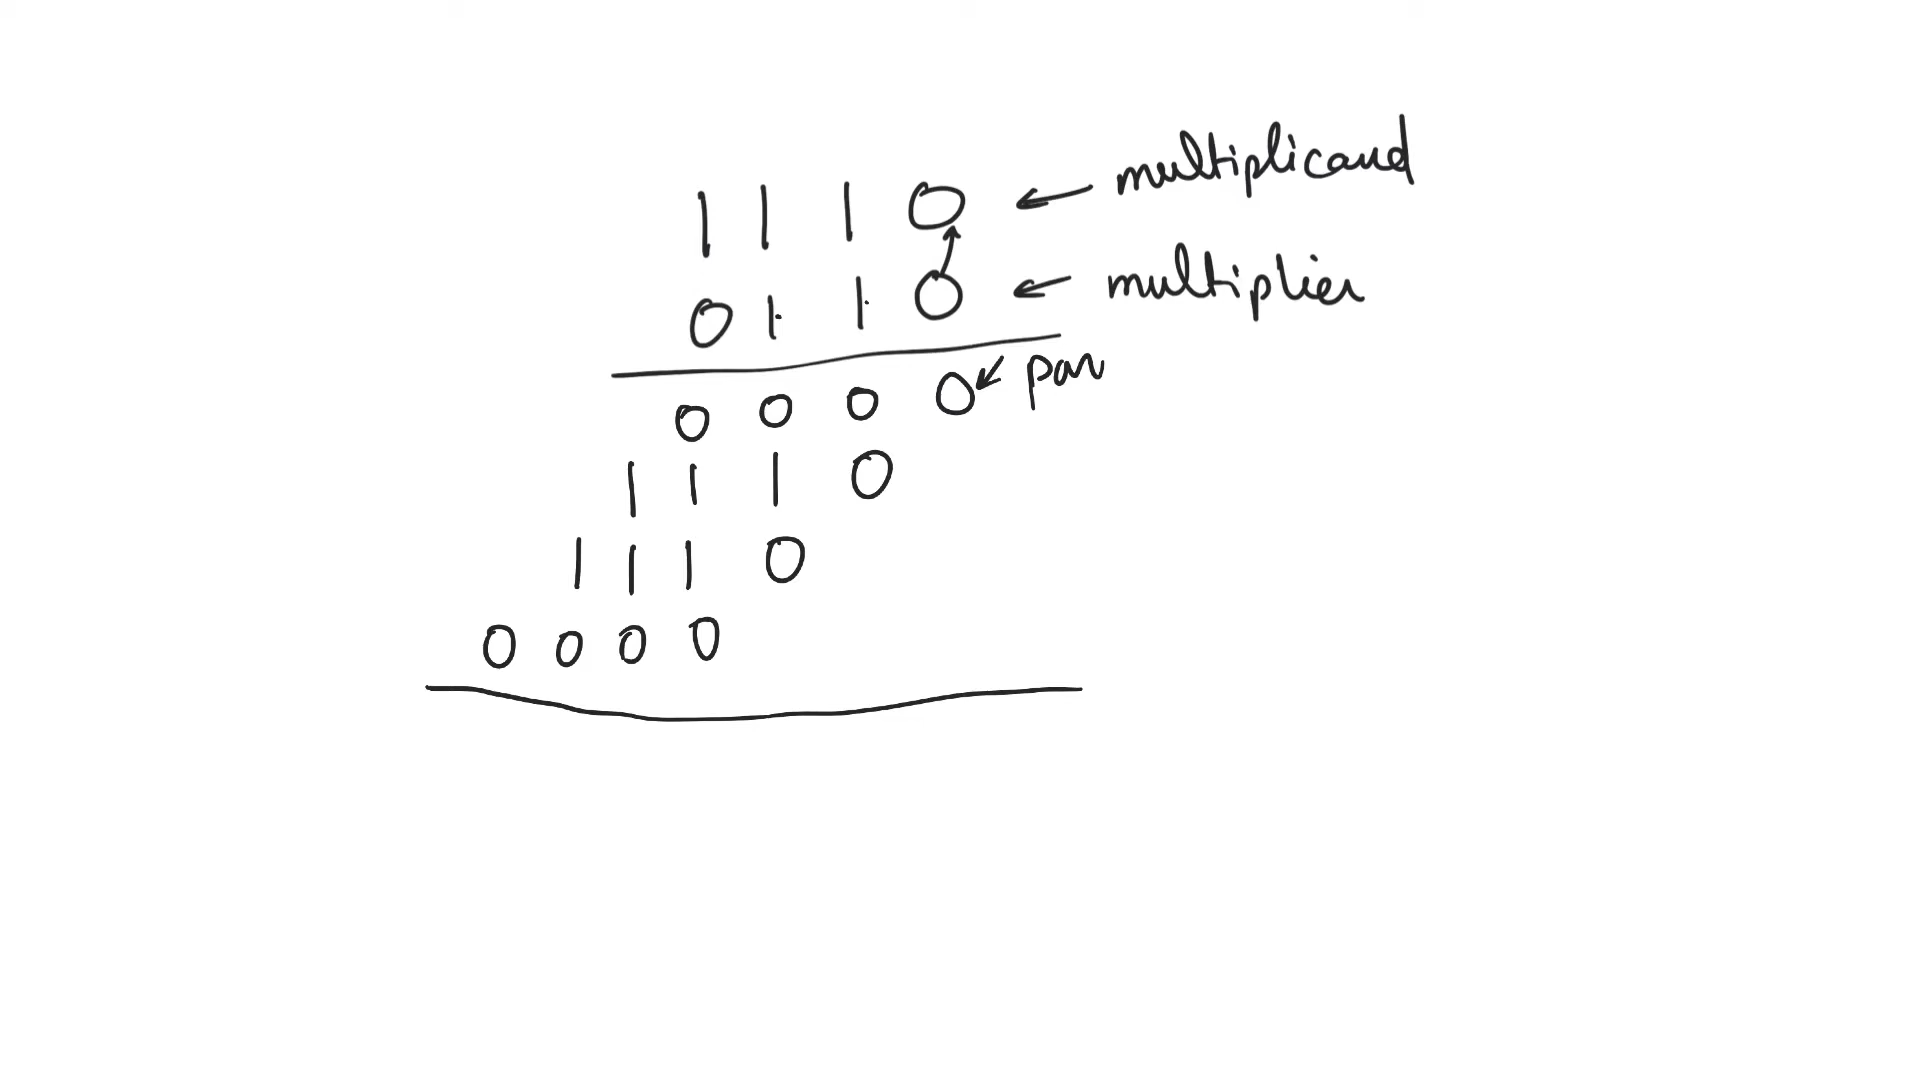 1 1 1 0 ← multiplicand
0 1 1 0 ← multiplier
0 0 0 0 ← par
1 1 1 0
1 1 1 0
0 0 0 0